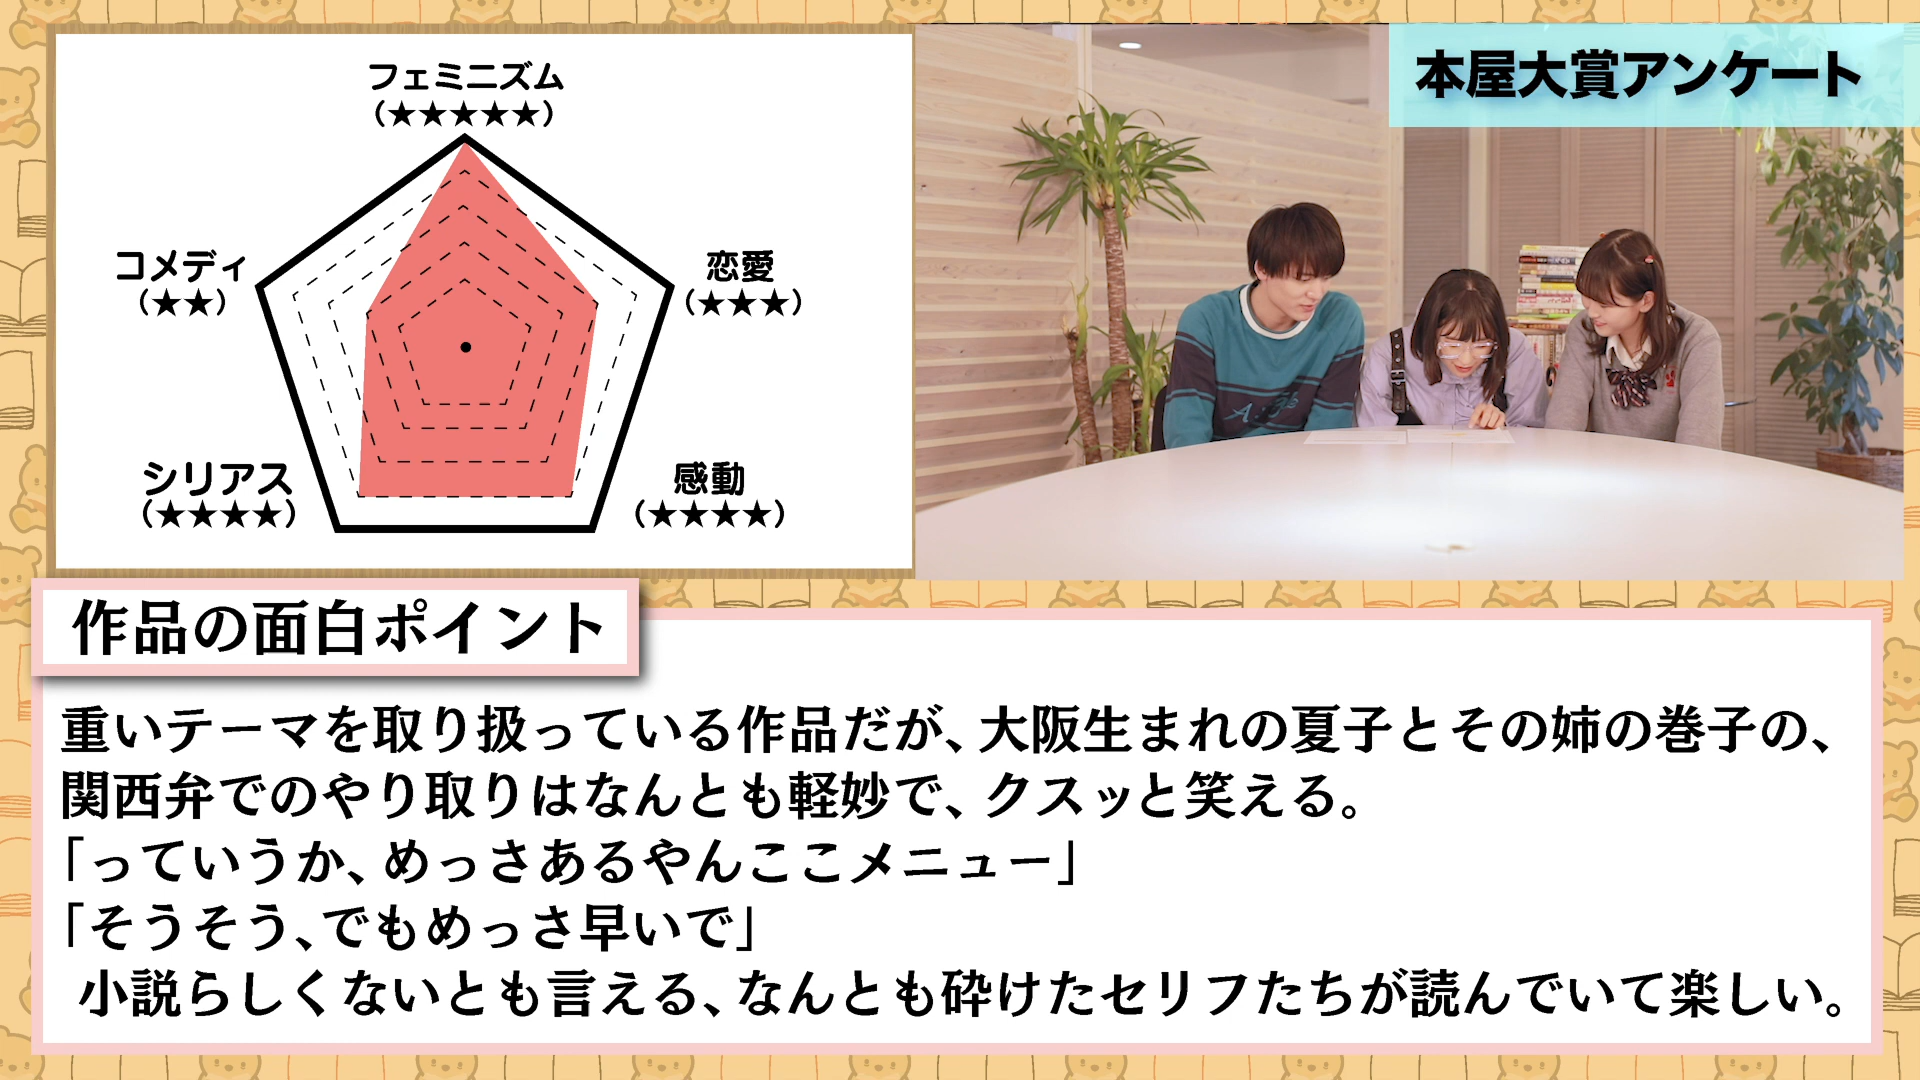 フェミニズム
(★★★★★)
コメディ
(★★)
恋愛
(★★★)
シリアス
(★★★★)
感動
(★★★★)
本屋大賞アンケート
作品の面白ポイント
重いテーマを取り扱っている作品だが、大阪生まれの夏子とその姉の巻子の、
関西弁でのやり取りはなんとも軽妙で、クスッと笑える。
「っていうか、めっさあるやんここメニュー」
「そうそう、でもめっさ早いで」
小説らしくないとも言える、なんとも砕けたセリフたちが読んでいて楽しい。